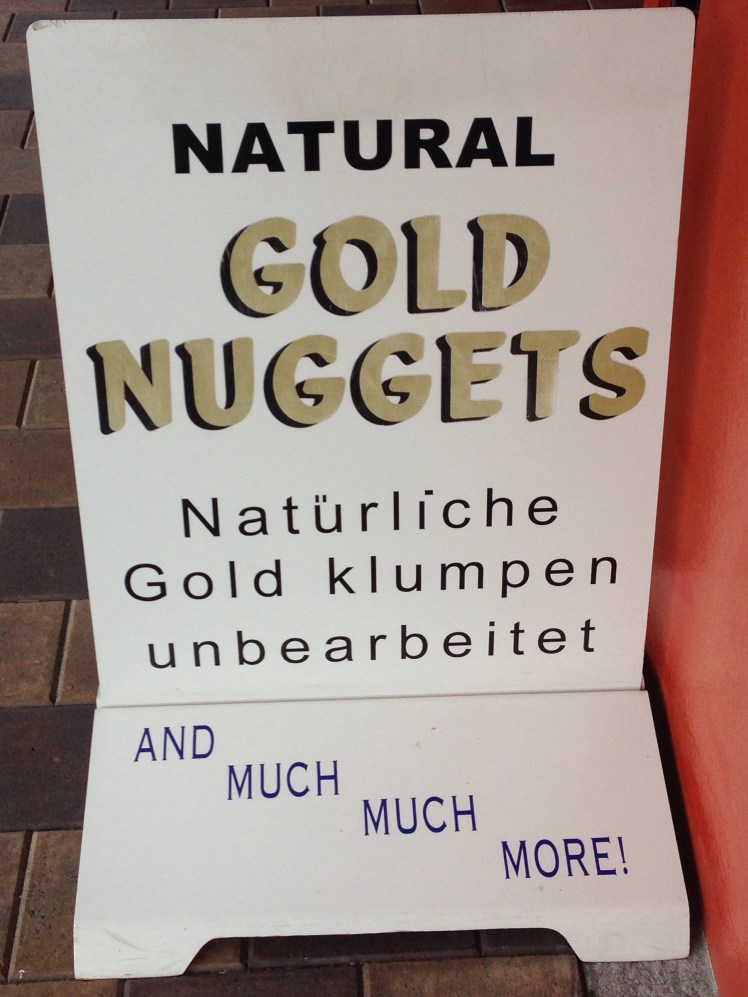 NATURAL
GOLD
NUGGETS
Natürliche
Gold klumpen
unbearbeitet
AND
MUCH
MUCH
MORE!